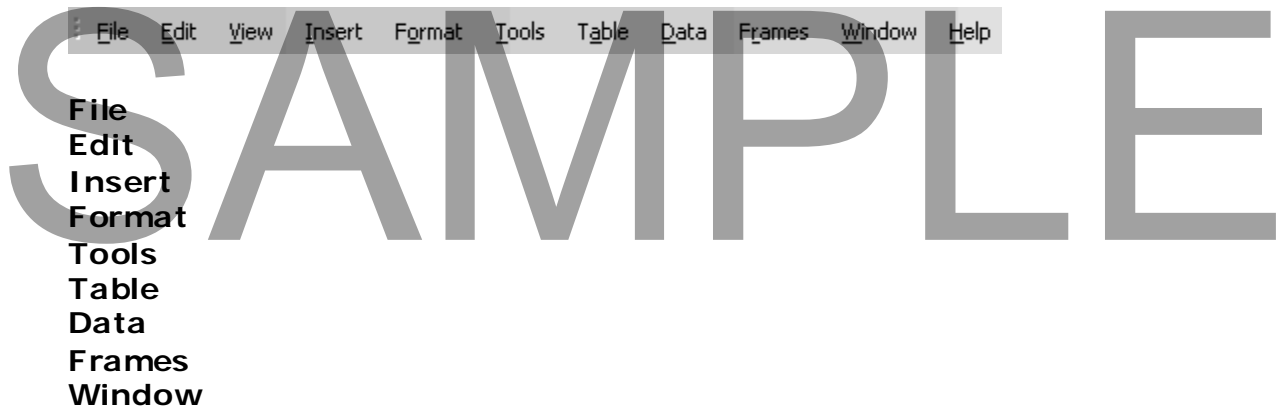 File Edit View Insert Format Tools Table Data Frames Window Help
SAMPLE
File
Edit
Insert
Format
Tools
Table
Data
Frames
Window